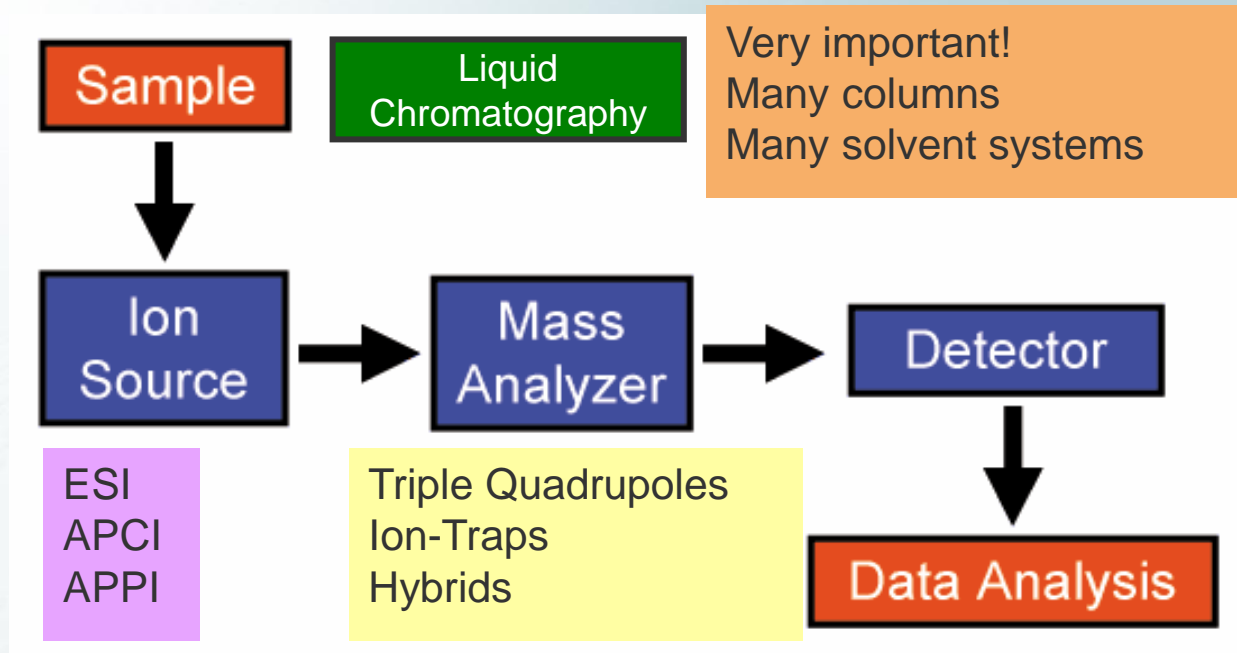 Sample
Liquid
Chromatography
Very important!
Many columns
Many solvent systems
Ion
Source
Mass
Analyzer
Detector
ESI
APCI
APPI
Triple Quadrupoles
Ion-Traps
Hybrids
Data Analysis